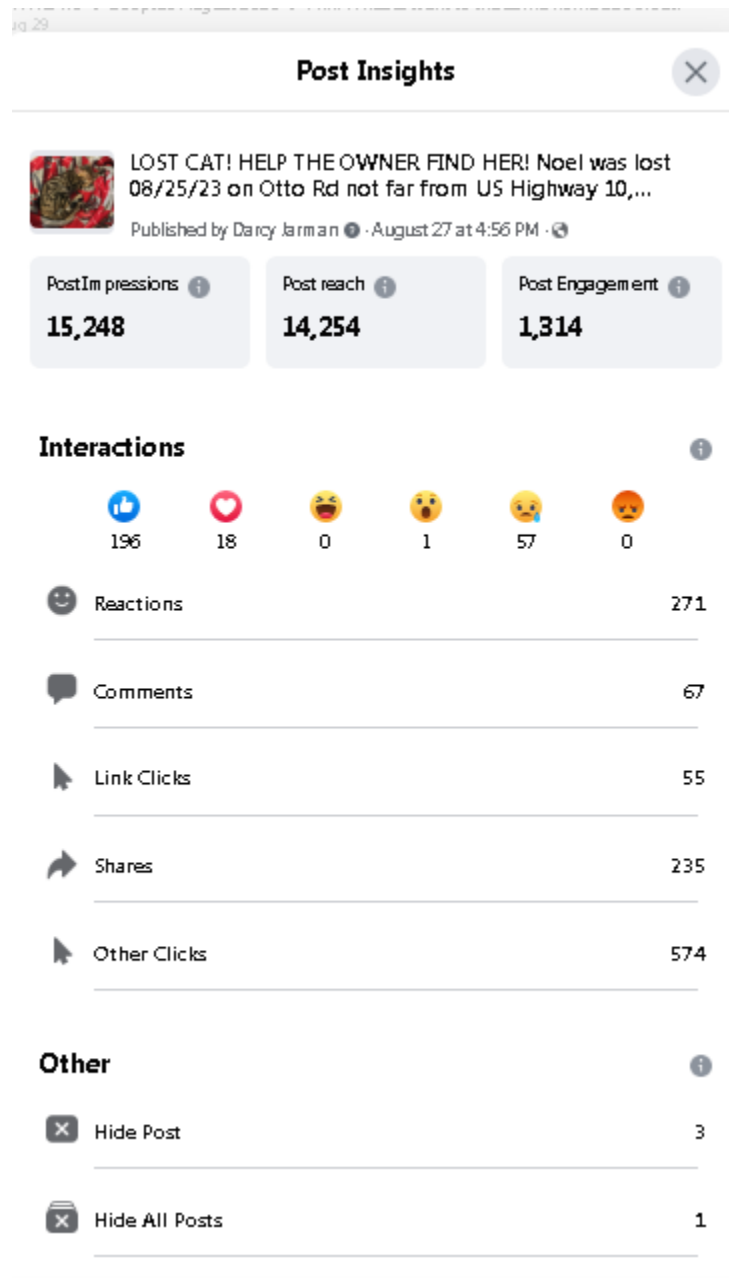 ug 29
Post Insights
LOST CAT! HELP THE OWNER FIND HER! Noel was lost
08/25/23 on Otto Rd not far from US Highway 10,...
Published by Darcy Jarman · August 27 at 4:56 PM ·
Post Impressions
15,248
Post reach
14,254
Post Engagement
1,314
Interactions
196 18 0 1 57 0
Reactions 271
Comments 67
Link Clicks 55
Shares 235
Other Clicks 574
Other
Hide Post 3
Hide All Posts 1